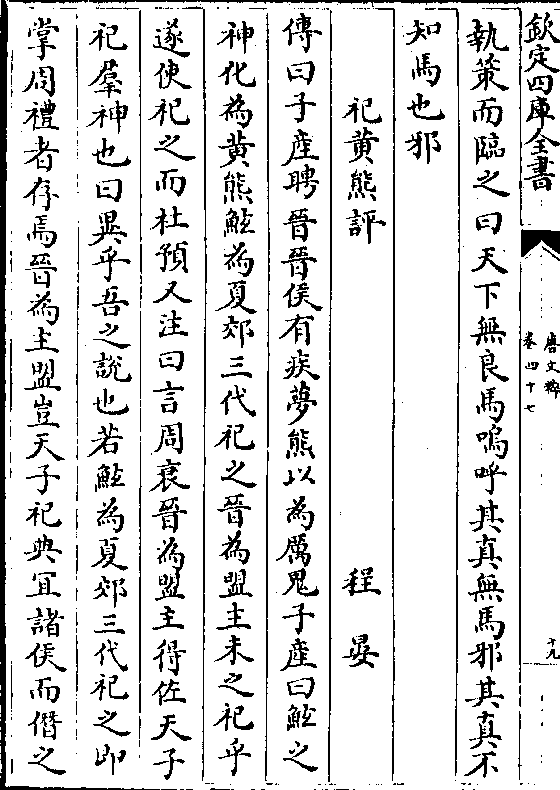 欽定四庫全書
唐文粹
卷四十七
十九
執策而臨之曰天下無良馬嗚呼其真無馬邪其真不
知馬也邪
祀黄熊評
程晏
傳曰子産聘晉晉侯有疾夢熊以為厲鬼子産曰鯀之
神化為黄熊鯀為夏郊三代祀之晉為盟主未之祀乎
遂使祀之而杜預又注曰言周衰晉為盟主得佐天子
祀羣神也曰異乎吾之說也若鯀為夏郊三代祀之即
掌周禮者存焉晉為主盟豈天子祀典宜諸侯而僭之